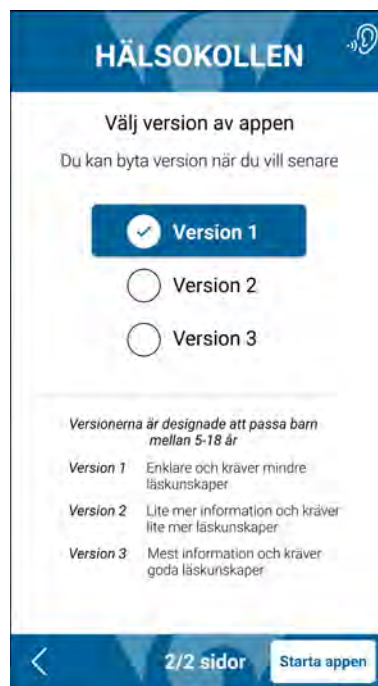 HÄLSOKOLLEN
Välj version av appen
Du kan byta version när du vill senare
Version 1
Version 2
Version 3
Versionerna är designade att passa barn
mellan 5-18 år
Version 1 Enklare och kräver mindre
läskunskaper
Version 2 Lite mer information och kräver
lite mer läskunskaper
Version 3 Mest information och kräver
goda läskunskaper
2/2 sidor Starta appen